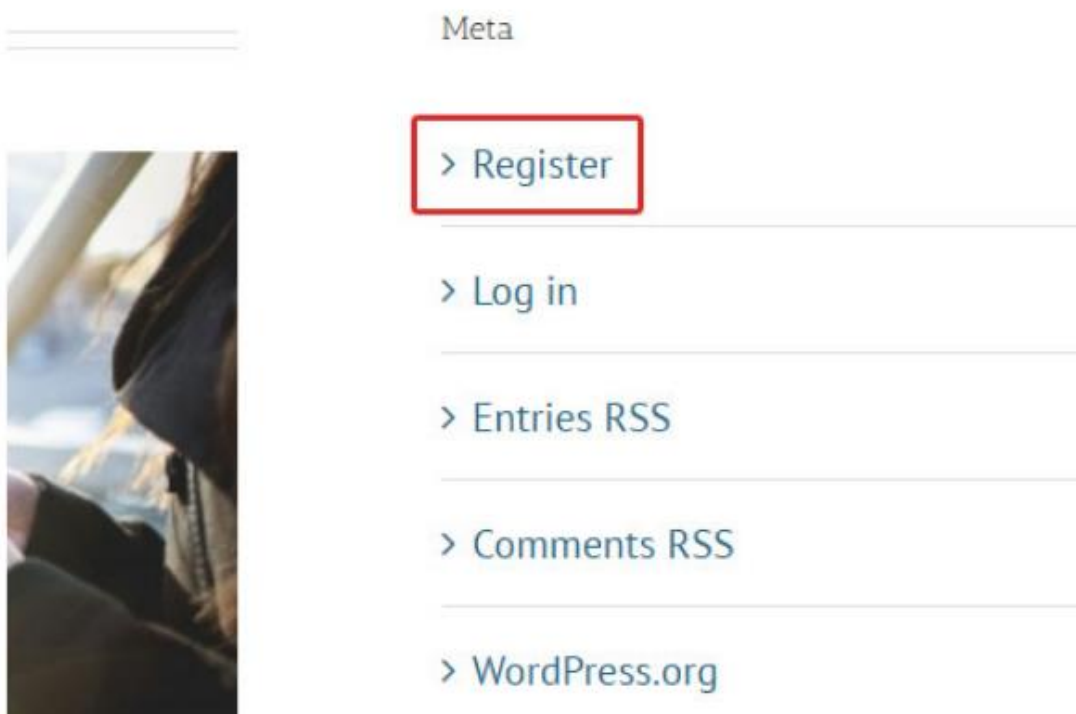 Meta
> Register
> Log in
> Entries RSS
> Comments RSS
> WordPress.org